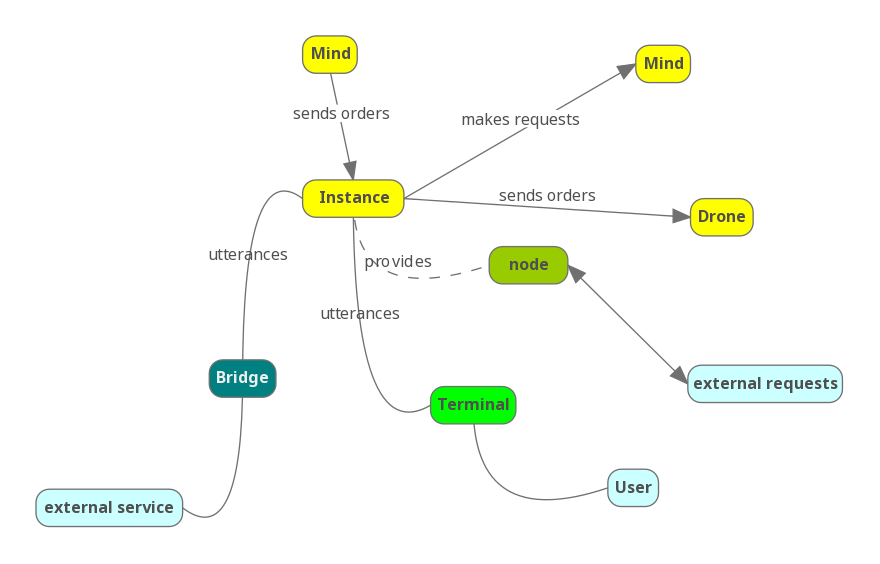 Mind
Mind
sends orders
makes requests
Instance
sends orders
Drone
utterances
provides
node
utterances
Bridge
external requests
Terminal
User
external service